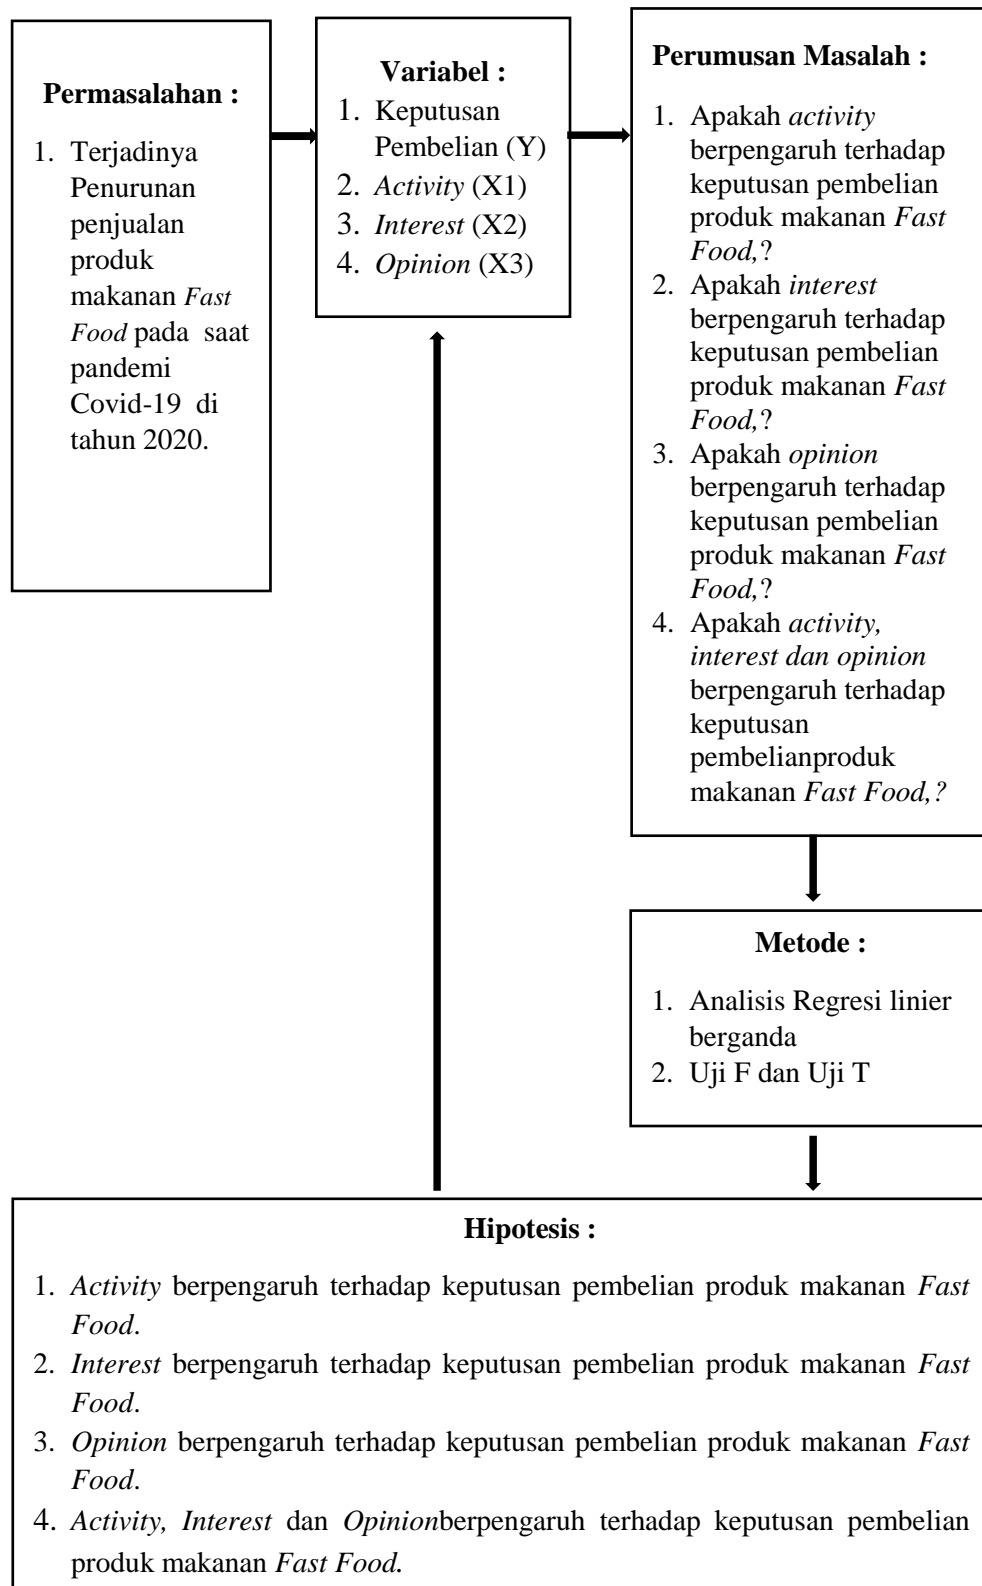 Permasalahan :
1. Terjadinya
Penurunan
penjualan
produk
makanan Fast
Food pada saat
pandemi
Covid-19 di
tahun 2020.
Variabel :
1. Keputusan
Pembelian (Y)
2. Activity (X1)
3. Interest (X2)
4. Opinion (X3)
Perumusan Masalah :
1. Apakah activity
berpengaruh terhadap
keputusan pembelian
produk makanan Fast
Food,?
2. Apakah interest
berpengaruh terhadap
keputusan pembelian
produk makanan Fast
Food,?
3. Apakah opinion
berpengaruh terhadap
keputusan pembelian
produk makanan Fast
Food,?
4. Apakah activity,
interest dan opinion
berpengaruh terhadap
keputusan
pembelianproduk
makanan Fast Food,?
Metode :
1. Analisis Regresi linier
berganda
2. Uji F dan Uji T
Hipotesis :
1. Activity berpengaruh terhadap keputusan pembelian produk makanan Fast
Food.
2. Interest berpengaruh terhadap keputusan pembelian produk makanan Fast
Food.
3. Opinion berpengaruh terhadap keputusan pembelian produk makanan Fast
Food.
4. Activity, Interest dan Opinionberpengaruh terhadap keputusan pembelian
produk makanan Fast Food.